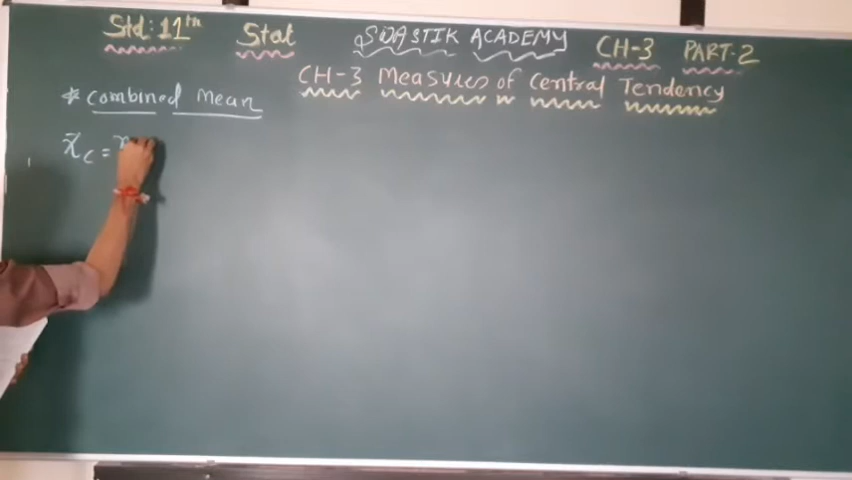 Std: 11th Stat SWASTIK ACADEMY CH-3 PART-2
CH-3 Measures of Central Tendency
* Combined Mean
x̄c = n